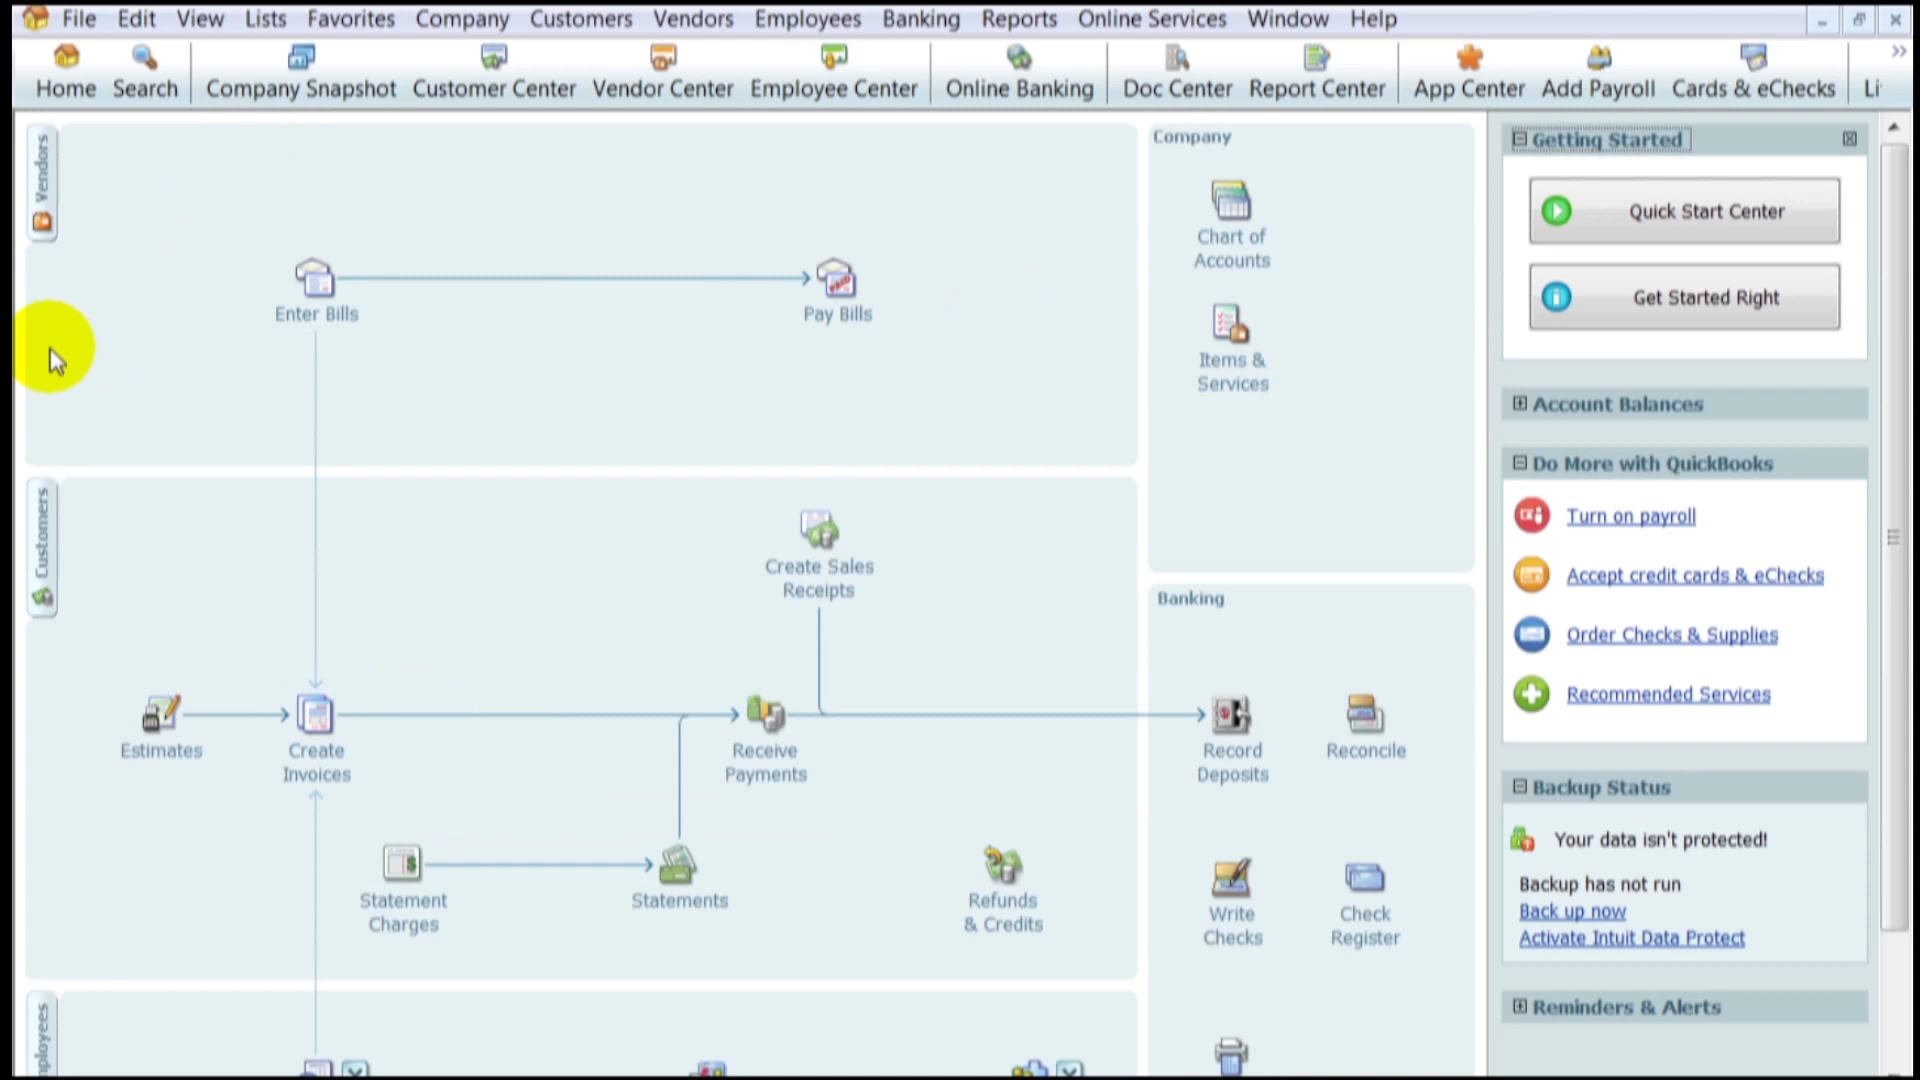 File Edit View Lists Favorites Company Customers Vendors Employees Banking Reports Online Services Window Help
Home Search Company Snapshot Customer Center Vendor Center Employee Center Online Banking Doc Center Report Center App Center Add Payroll Cards & eChecks
Vendors
Enter Bills
Pay Bills
Customers
Create Sales
Receipts
Estimates
Create
Invoices
Receive
Payments
Statement
Charges
Statements
Refunds
& Credits
Company
Chart of
Accounts
Items &
Services
Banking
Record
Deposits
Reconcile
Write
Checks
Check
Register
Getting Started
Quick Start Center
Get Started Right
Account Balances
Do More with QuickBooks
Turn on payroll
Accept credit cards & eChecks
Order Checks & Supplies
Recommended Services
Backup Status
Your data isn't protected!
Backup has not run
Back up now
Activate Intuit Data Protect
Reminders & Alerts